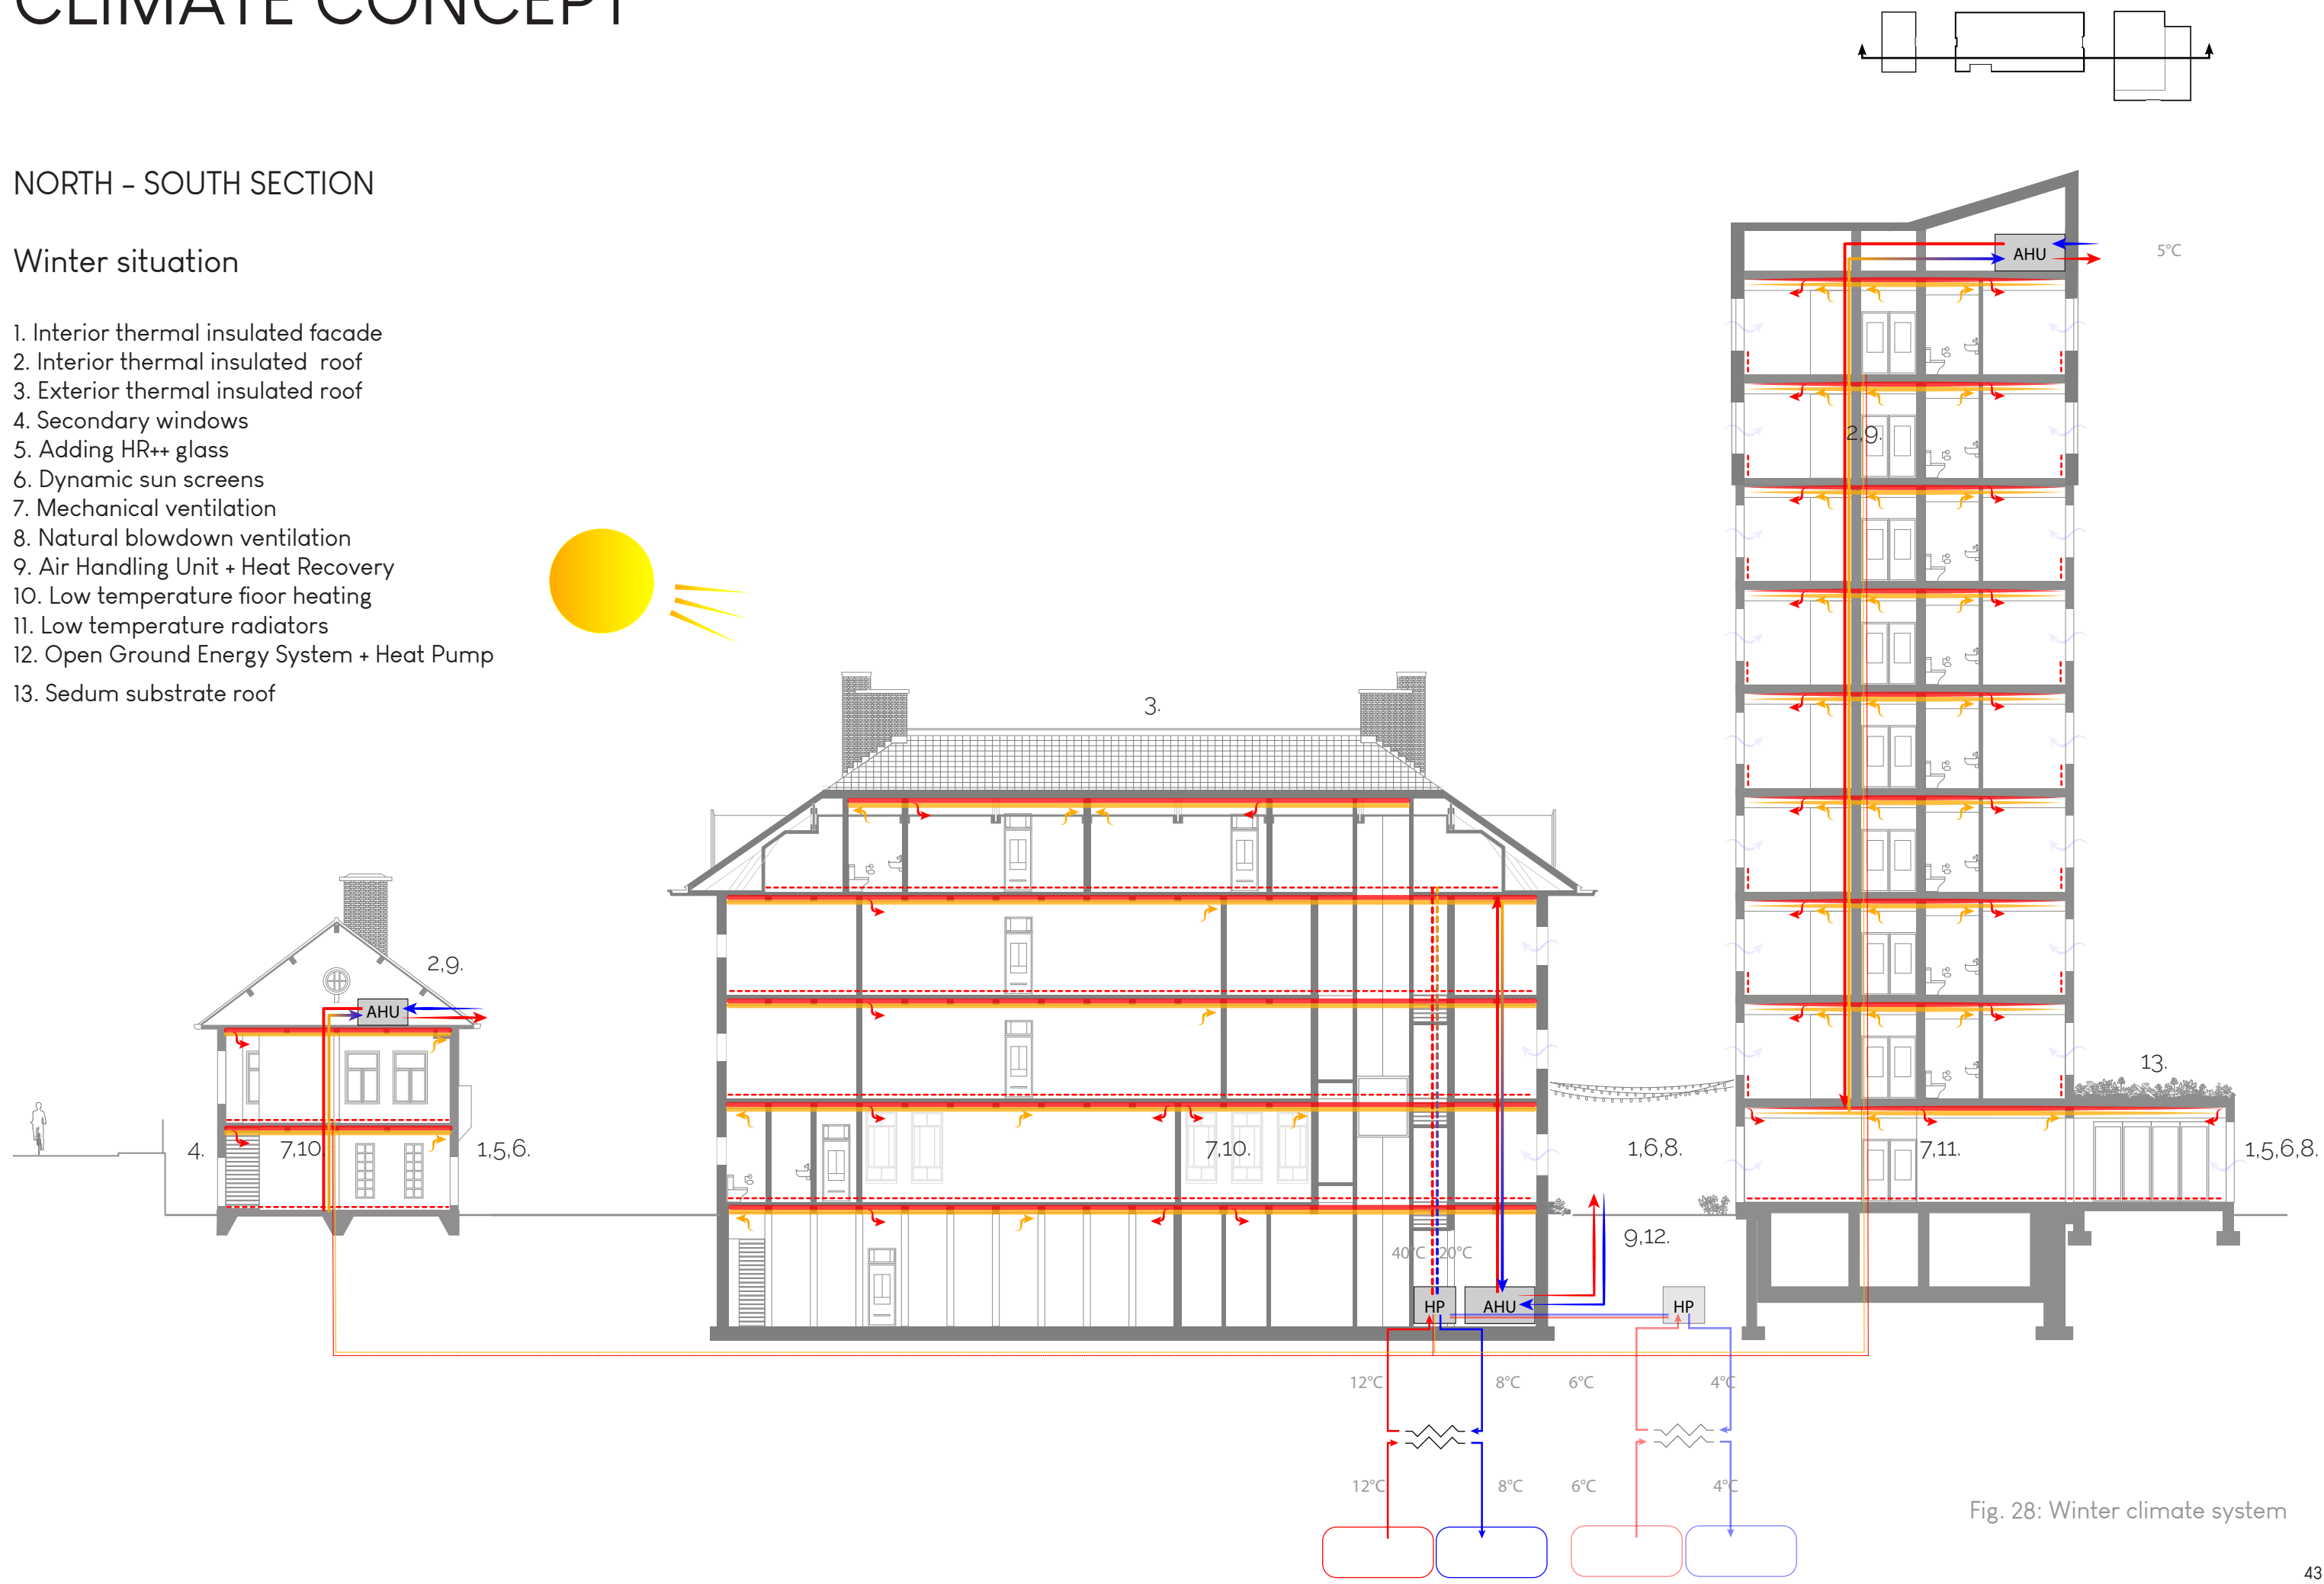 CLIMATE CONCEPT
NORTH - SOUTH SECTION
Winter situation
1. Interior thermal insulated facade
2. Interior thermal insulated  roof
3. Exterior thermal insulated roof
4. Secondary windows
5. Adding HR++ glass
6. Dynamic sun screens
7. Mechanical ventilation
8. Natural blowdown ventilation
9. Air Handling Unit + Heat Recovery
10. Low temperature floor heating
11. Low temperature radiators
12. Open Ground Energy System + Heat Pump
13. Sedum substrate roof
AHU
5°C
2,9.
3.
2,9.
AHU
13.
4.
7,10.
1,5,6.
7,10.
1,6,8.
7,11.
1,5,6,8.
9,12.
40°C
20°C
HP
AHU
HP
12°C
8°C
6°C
4°C
12°C
8°C
6°C
4°C
Fig. 28: Winter climate system
43